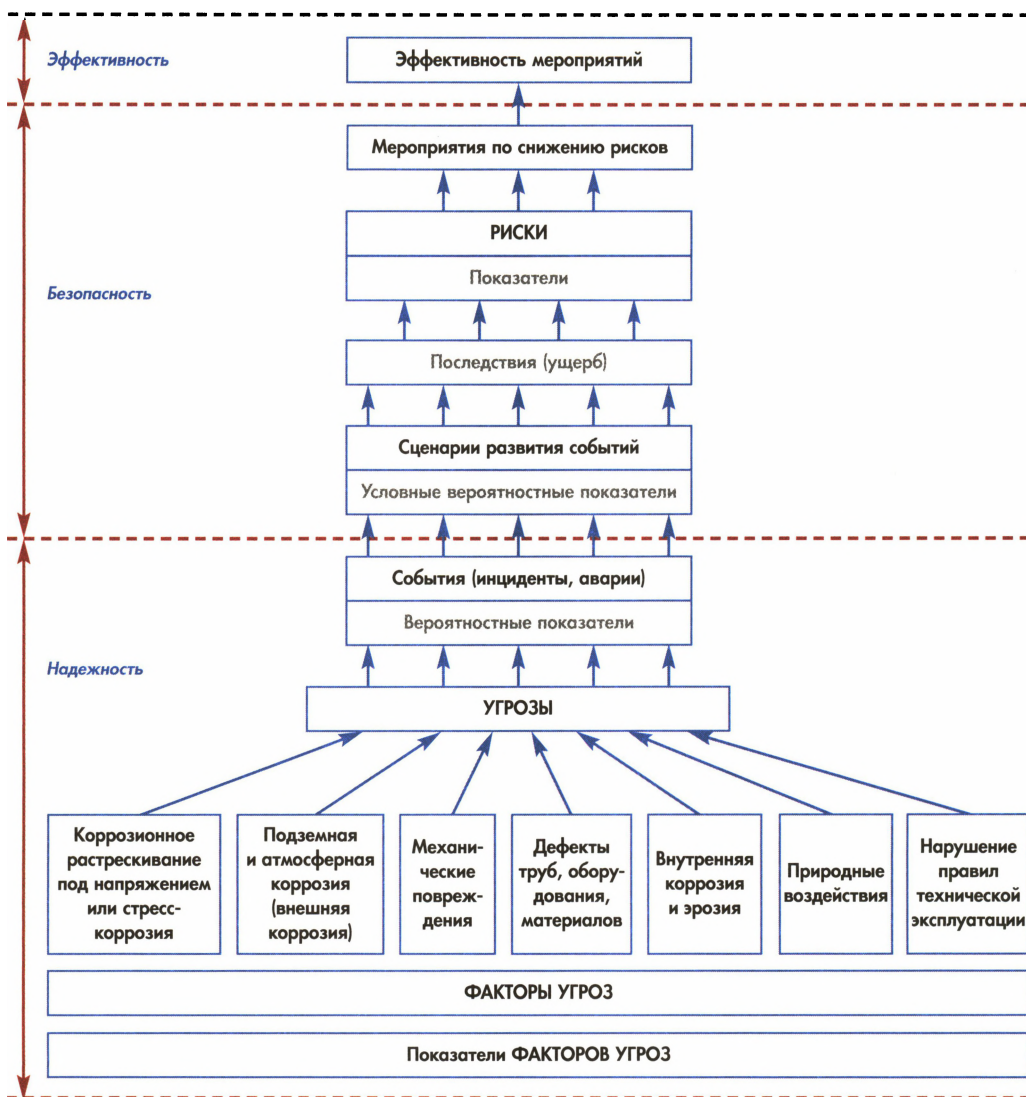 Эффективность
Эффективность мероприятий
Мероприятия по снижению рисков
РИСКИ
Показатели
Безопасность
Последствия (ущерб)
Сценарии развития событий
Условные вероятностные показатели
События (инциденты, аварии)
Вероятностные показатели
Надежность
УГРОЗЫ
Коррозионное
растрескивание
под напряжением
или стресс-
коррозия
Подземная
и атмосферная
коррозия
(внешняя
коррозия)
Механи-
ческие
повреж-
дения
Дефекты
труб, обору-
дования,
материалов
Внутренняя
коррозия
и эрозия
Природные
воздействия
Нарушение
правил
технической
эксплуатации
ФАКТОРЫ УГРОЗ
Показатели ФАКТОРОВ УГРОЗ